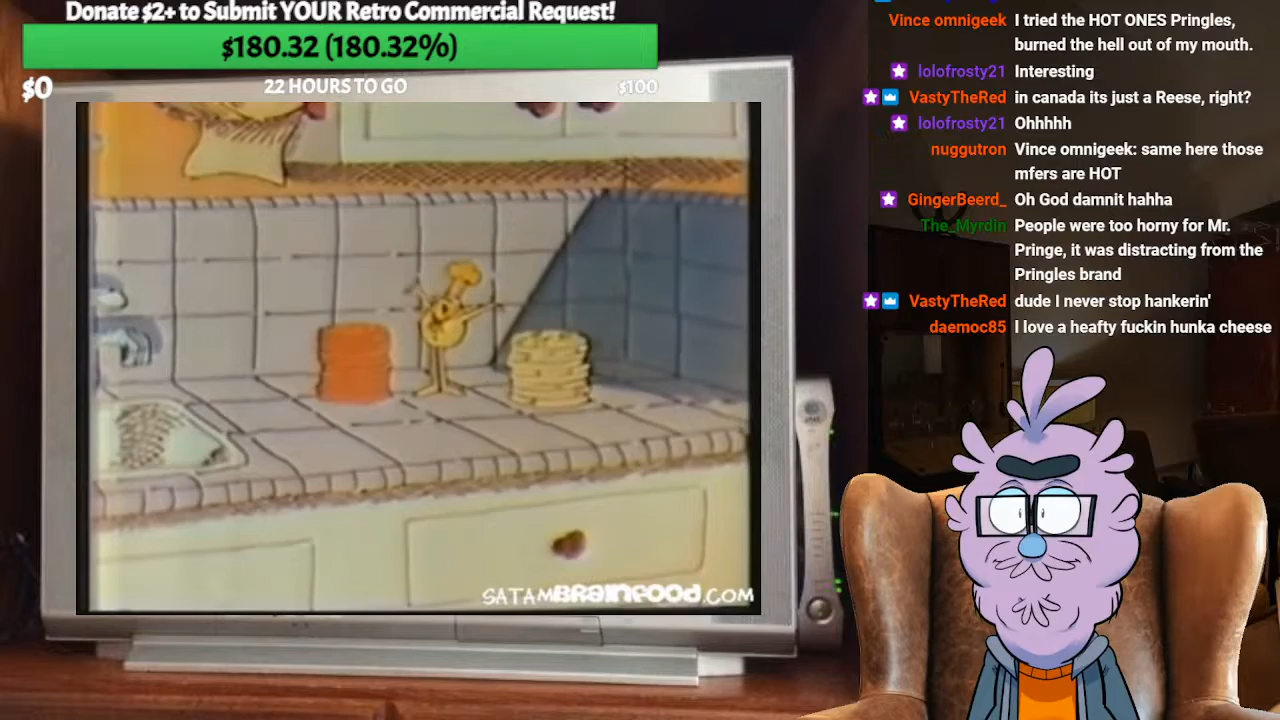 Donate $2+ to Submit YOUR Retro Commercial Request!
$180.32 (180.32%)
$0
22 HOURS TO GO
$100
SATAMBRAINFOOD.COM
Vince omnigeek I tried the HOT ONES Pringles,
burned the hell out of my mouth.
lolofrosty21 Interesting
VastyTheRed in canada its just a Reese, right?
lolofrosty21 Ohhhhh
nuggutron Vince omnigeek: same here those
mfers are HOT
GingerBeerd_ Oh God damnit hahha
The_Myrdin People were too horny for Mr.
Pringe, it was distracting from the
Pringles brand
VastyTheRed dude I never stop hankerin'
daemoc85 I love a heafty fuckin hunka cheese